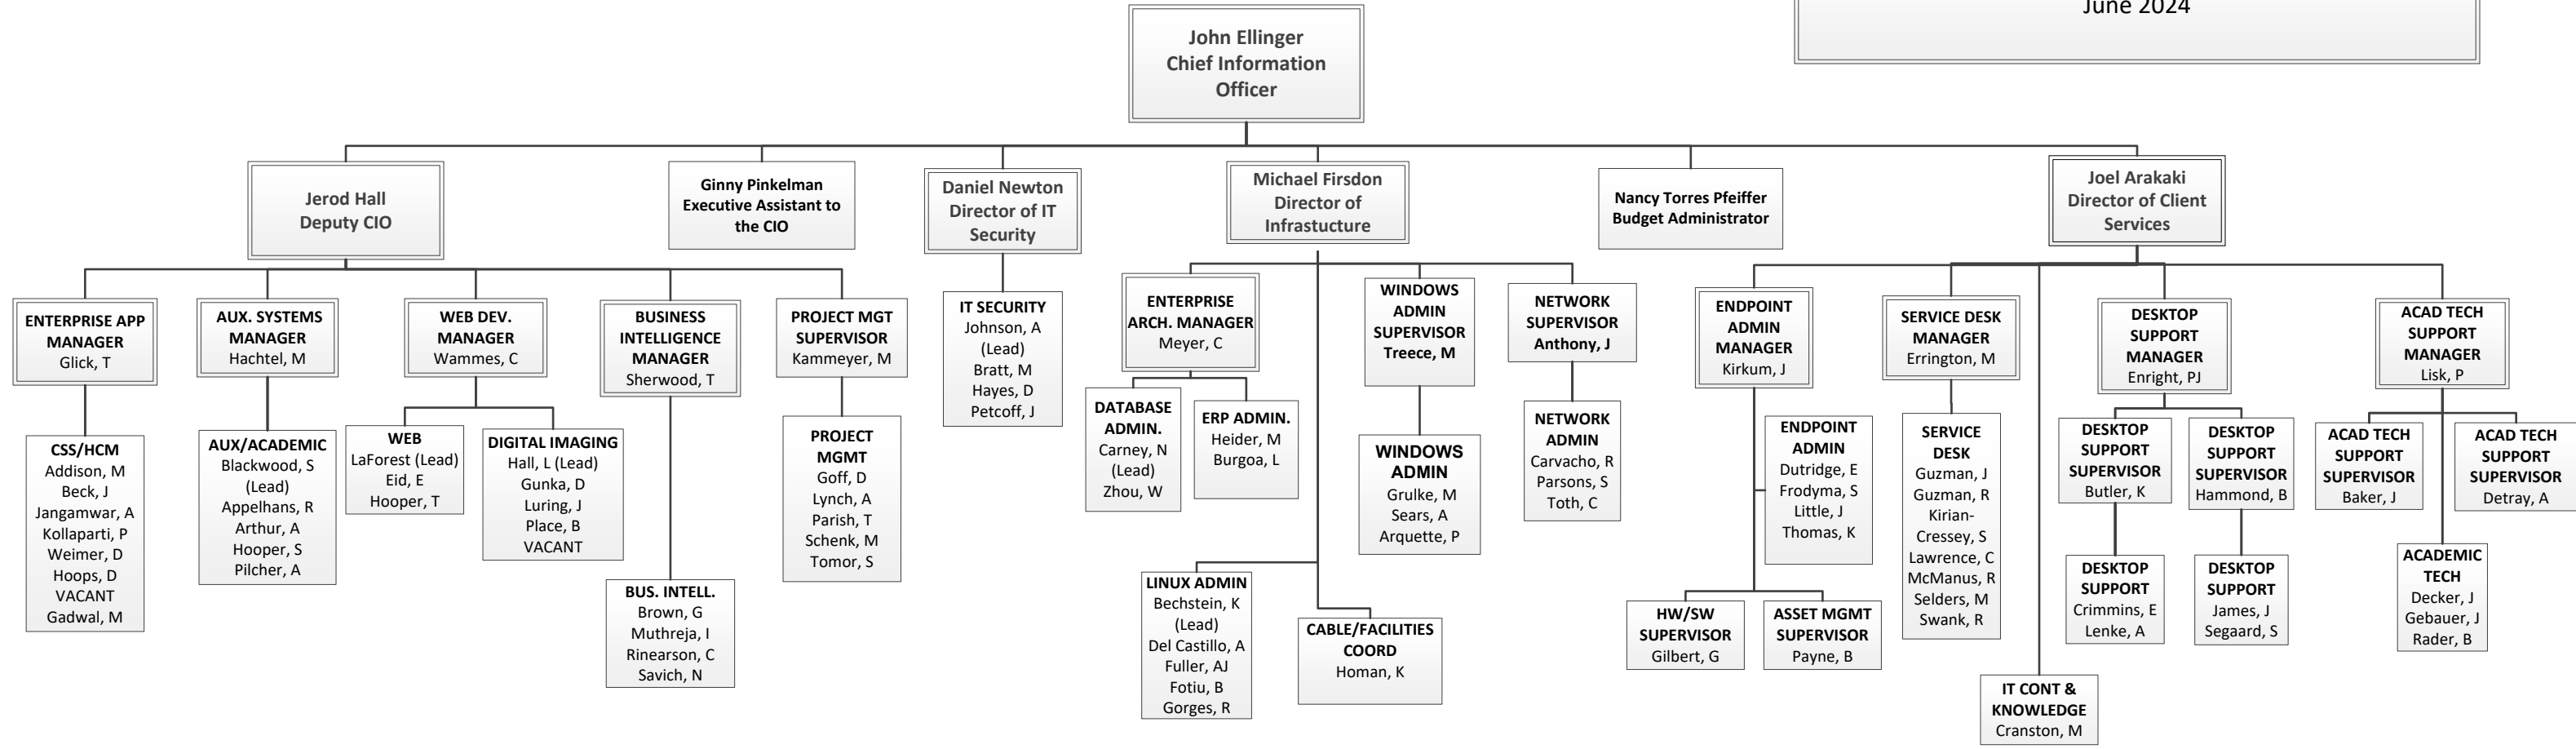 June 2024
John Ellinger
Chief Information
Officer
Jerod Hall
Deputy CIO
Ginny Pinkelman
Executive Assistant to
the CIO
Daniel Newton
Director of IT
Security
Michael Firsdon
Director of
Infrastucture
Nancy Torres Pfeiffer
Budget Administrator
Joel Arakaki
Director of Client
Services
ENTERPRISE APP
MANAGER
Glick, T
AUX. SYSTEMS
MANAGER
Hachtel, M
WEB DEV.
MANAGER
Wammes, C
BUSINESS
INTELLIGENCE
MANAGER
Sherwood, T
PROJECT MGT
SUPERVISOR
Kammeyer, M
IT SECURITY
Johnson, A
(Lead)
Bratt, M
Hayes, D
Petcoff, J
ENTERPRISE
ARCH. MANAGER
Meyer, C
WINDOWS
ADMIN
SUPERVISOR
Treece, M
NETWORK
SUPERVISOR
Anthony, J
ENDPOINT
ADMIN
MANAGER
Kirkum, J
SERVICE DESK
MANAGER
Errington, M
DESKTOP
SUPPORT
MANAGER
Enright, PJ
ACAD TECH
SUPPORT
MANAGER
Lisk, P
CSS/HCM
Addison, M
Beck, J
Jangamwar, A
Kollaparti, P
Weimer, D
Hoops, D
VACANT
Gadwal, M
AUX/ACADEMIC
Blackwood, S
(Lead)
Appelhans, R
Arthur, A
Hooper, S
Pilcher, A
WEB
LaForest (Lead)
Eid, E
Hooper, T
DIGITAL IMAGING
Hall, L (Lead)
Gunka, D
Luring, J
Place, B
VACANT
BUS. INTELL.
Brown, G
Muthreja, I
Rinearson, C
Savich, N
PROJECT
MGMT
Goff, D
Lynch, A
Parish, T
Schenk, M
Tomor, S
DATABASE
ADMIN.
Carney, N
(Lead)
Zhou, W
ERP ADMIN.
Heider, M
Burgoa, L
LINUX ADMIN
Bechstein, K
(Lead)
Del Castillo, A
Fuller, AJ
Fotiu, B
Gorges, R
CABLE/FACILITIES
COORD
Homan, K
WINDOWS
ADMIN
Grulke, M
Sears, A
Arquette, P
NETWORK
ADMIN
Carvacho, R
Parsons, S
Toth, C
ENDPOINT
ADMIN
Dutridge, E
Frodyma, S
Little, J
Thomas, K
HW/SW
SUPERVISOR
Gilbert, G
ASSET MGMT
SUPERVISOR
Payne, B
SERVICE
DESK
Guzman, J
Guzman, R
Kirian-
Cressey, S
Lawrence, C
McManus, R
Selders, M
Swank, R
IT CONT &
KNOWLEDGE
Cranston, M
DESKTOP
SUPPORT
SUPERVISOR
Butler, K
DESKTOP
SUPPORT
SUPERVISOR
Hammond, B
DESKTOP
SUPPORT
Crimmins, E
Lenke, A
DESKTOP
SUPPORT
James, J
Segaard, S
ACAD TECH
SUPPORT
SUPERVISOR
Baker, J
ACAD TECH
SUPPORT
SUPERVISOR
Detray, A
ACADEMIC
TECH
Decker, J
Gebauer, J
Rader, B